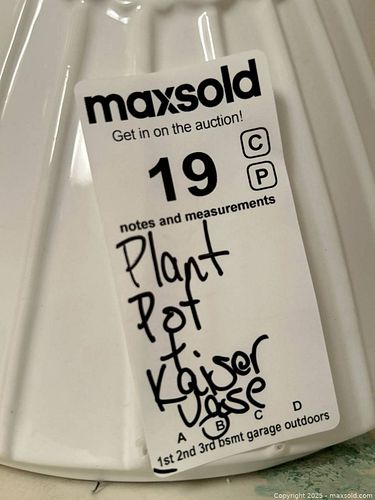 maxsold
Get in on the auction!
C
19
P
notes and measurements
Plant
Pot
+
Kaiser
Vase
A B C D
1st 2nd 3rd bsmt garage outdoors
Copyright 2025 - maxsold.com